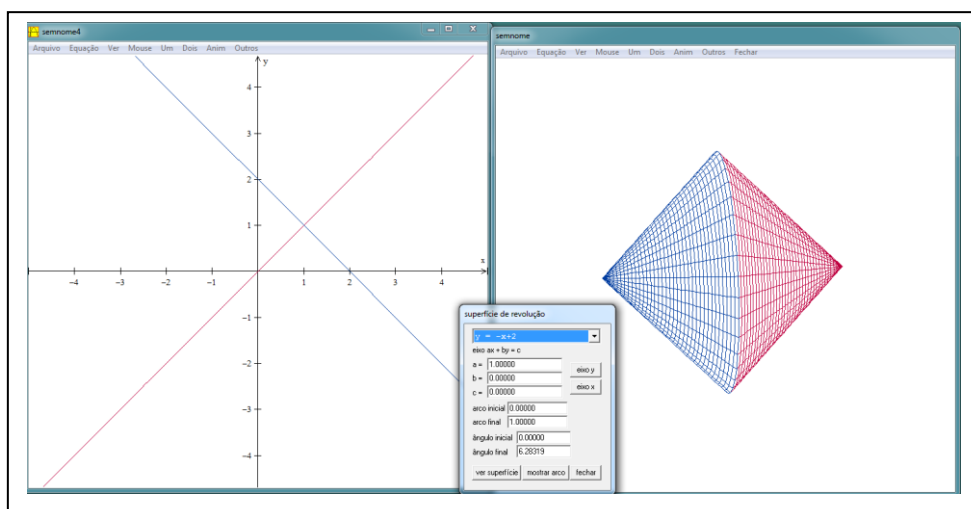 semnome4
Arquivo Equação Ver Mouse Um Dois Anim Outros
y
4
3
2
1
x
-4 -3 -2 -1 1 2 3 4
-1
-2
-3
-4
semnome
Arquivo Equação Ver Mouse Um Dois Anim Outros Fechar
superfície de revolução
y = -x+2
eixo ax + by = c
a = 1.00000
eixo y
b = 0.00000
eixo x
c = 0.00000
arco inicial 0.00000
arco final 1.00000
ângulo inicial 0.00000
ângulo final 6.28319
ver superfície mostrar arco fechar